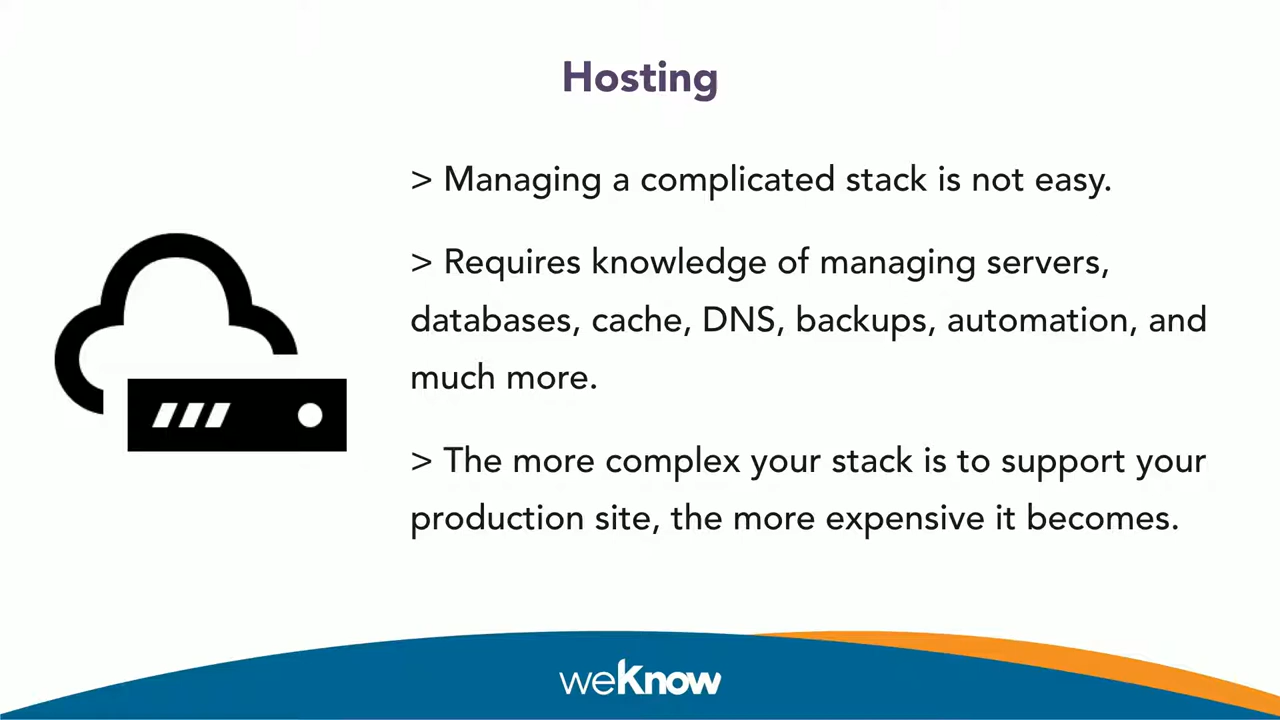 Hosting
> Managing a complicated stack is not easy.
> Requires knowledge of managing servers,
databases, cache, DNS, backups, automation, and
much more.
> The more complex your stack is to support your
production site, the more expensive it becomes.
weKnow